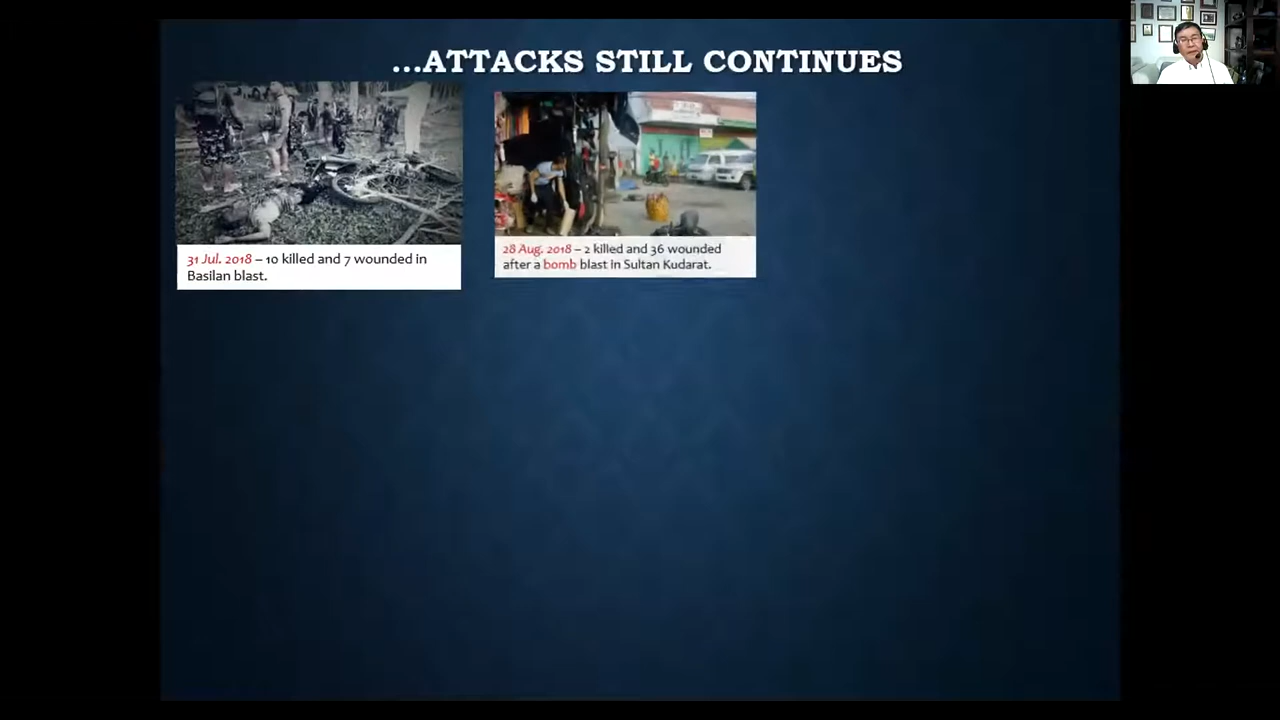 ...ATTACKS STILL CONTINUES
31 Jul. 2018 – 10 killed and 7 wounded in
Basilan blast.
28 Aug. 2018 – 2 killed and 36 wounded
after a bomb blast in Sultan Kudarat.